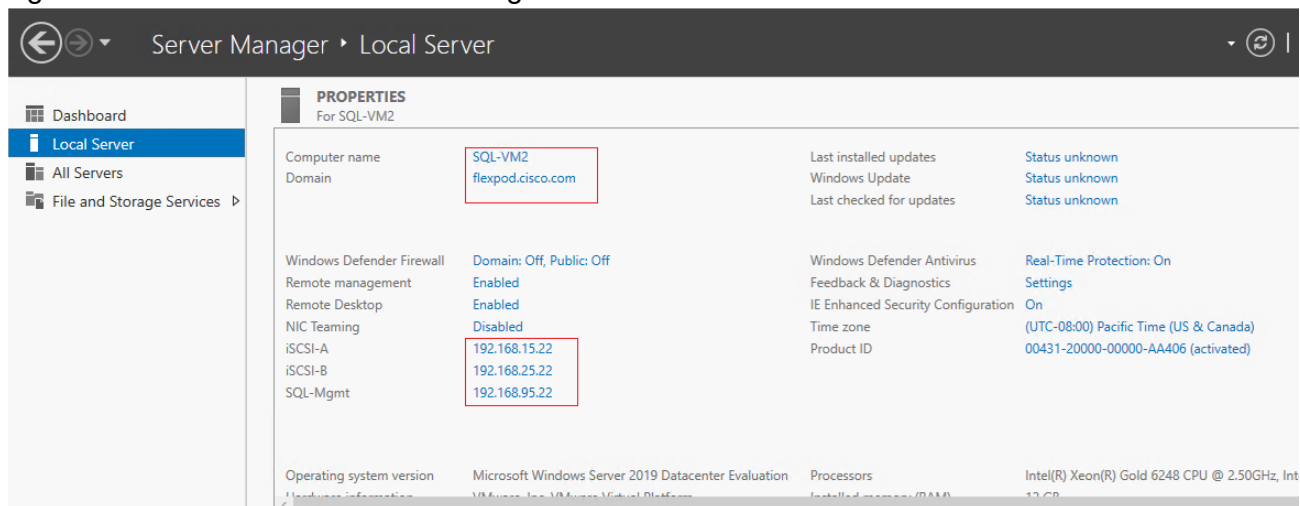 Server Manager ‣ Local Server
Dashboard
Local Server
All Servers
File and Storage Services
PROPERTIES
For SQL-VM2
Computer name SQL-VM2 Last installed updates Status unknown
Domain flexpod.cisco.com Windows Update Status unknown
Last checked for updates Status unknown
Windows Defender Firewall Domain: Off, Public: Off Windows Defender Antivirus Real-Time Protection: On
Remote management Enabled Feedback & Diagnostics Settings
Remote Desktop Enabled IE Enhanced Security Configuration On
NIC Teaming Disabled Time zone (UTC-08:00) Pacific Time (US & Canada)
iSCSI-A 192.168.15.22 Product ID 00431-20000-00000-AA406 (activated)
iSCSI-B 192.168.25.22
SQL-Mgmt 192.168.95.22
Operating system version Microsoft Windows Server 2019 Datacenter Evaluation Processors Intel(R) Xeon(R) Gold 6248 CPU @ 2.50GHz, Int